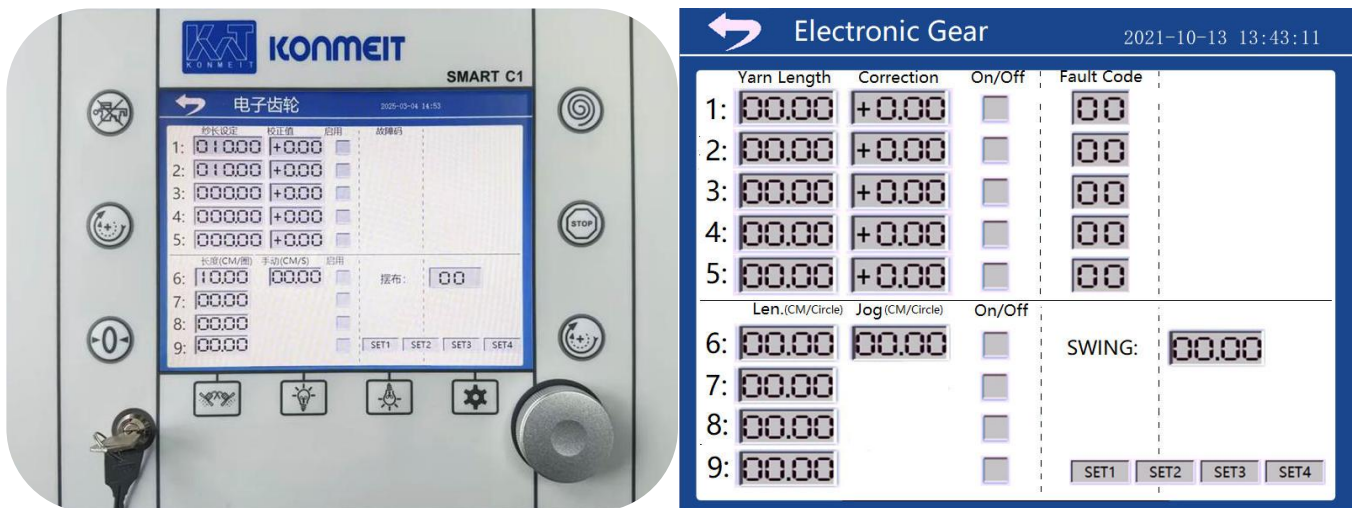 KONMEIT
KONMEIT
SMART C1
电子齿轮 2025-03-04 14:53
纱长设定 校正值 启用 故障码
1: 010.00 +0.00
2: 010.00 +0.00
3: 000.00 +0.00
4: 000.00 +0.00
5: 000.00 +0.00
长度(CM/圈) 手动(CM/S) 启用
6: 10.00 00.00 摆布: 00
7: 00.00
8: 00.00
9: 00.00 SET1 SET2 SET3 SET4
STOP
0
Electronic Gear 2021-10-13 13:43:11
Yarn Length Correction On/Off Fault Code
1: 00.00 +0.00 00
2: 00.00 +0.00 00
3: 00.00 +0.00 00
4: 00.00 +0.00 00
5: 00.00 +0.00 00
Len.(CM/Circle) Jog(CM/Circle) On/Off
6: 00.00 00.00 SWING: 00.00
7: 00.00
8: 00.00
9: 00.00 SET1 SET2 SET3 SET4